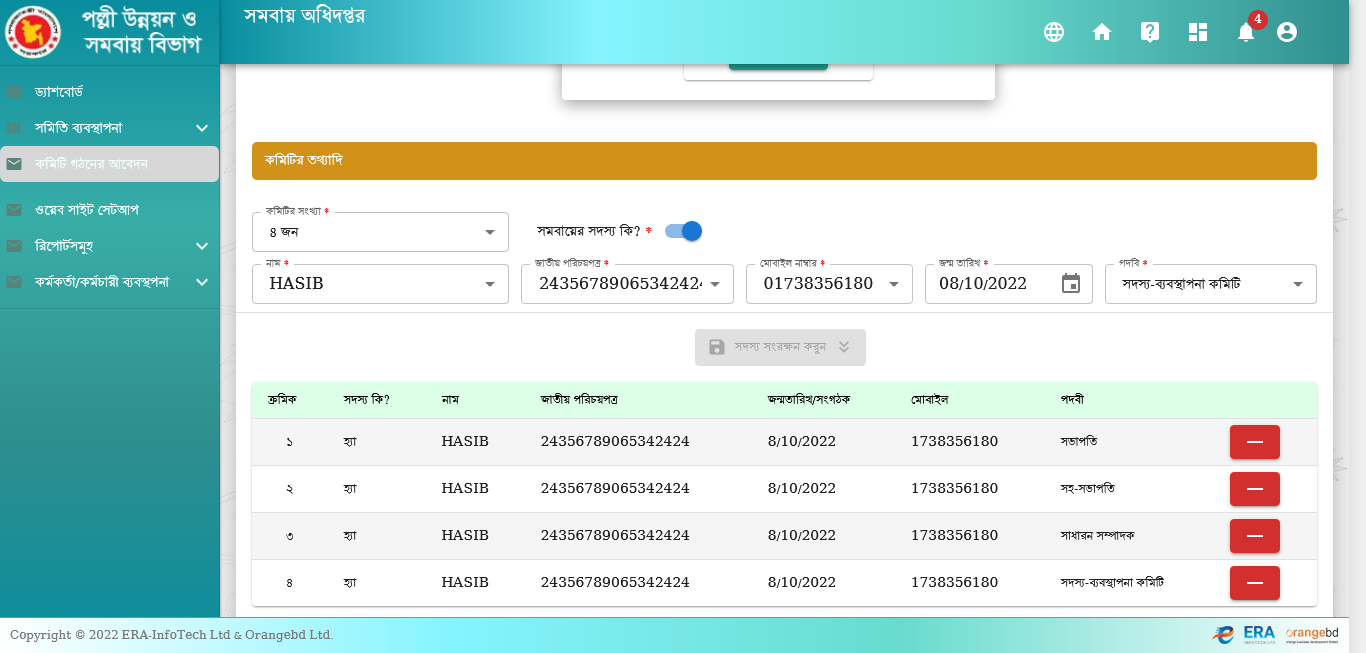 পল্লী উন্নয়ন ও
সমবায় বিভাগ
সমবায় অধিদপ্তর
4
ড্যাশবোর্ড
সমিতি ব্যবস্থাপনা
কমিটি গঠনের আবেদন
ওয়েব সাইট সেটআপ
রিপোর্টসমুহ
কর্মকর্তা/কর্মচারী ব্যবস্থপনা
কমিটির তথ্যাদি
কমিটির সংখ্যা *
৪ জন
সমবায়ের সদস্য কি? *
নাম * জাতীয় পরিচয়পত্র * মোবাইল নাম্বার * জন্ম তারিখ * পদবি *
HASIB 24356789065342424 01738356180 08/10/2022 সদস্য-ব্যবস্থাপনা কমিটি
সদস্য সংরক্ষন করুন
ক্রমিক সদস্য কি? নাম জাতীয় পরিচয়পত্র জন্মতারিখ/সংগঠক মোবাইল পদবী
১ হ্যা HASIB 24356789065342424 8/10/2022 1738356180 সভাপতি
২ হ্যা HASIB 24356789065342424 8/10/2022 1738356180 সহ-সভাপতি
৩ হ্যা HASIB 24356789065342424 8/10/2022 1738356180 সাধারন সম্পাদক
৪ হ্যা HASIB 24356789065342424 8/10/2022 1738356180 সদস্য-ব্যবস্থাপনা কমিটি
Copyright © 2022 ERA-InfoTech Ltd & Orangebd Ltd.
ERA
orangebd